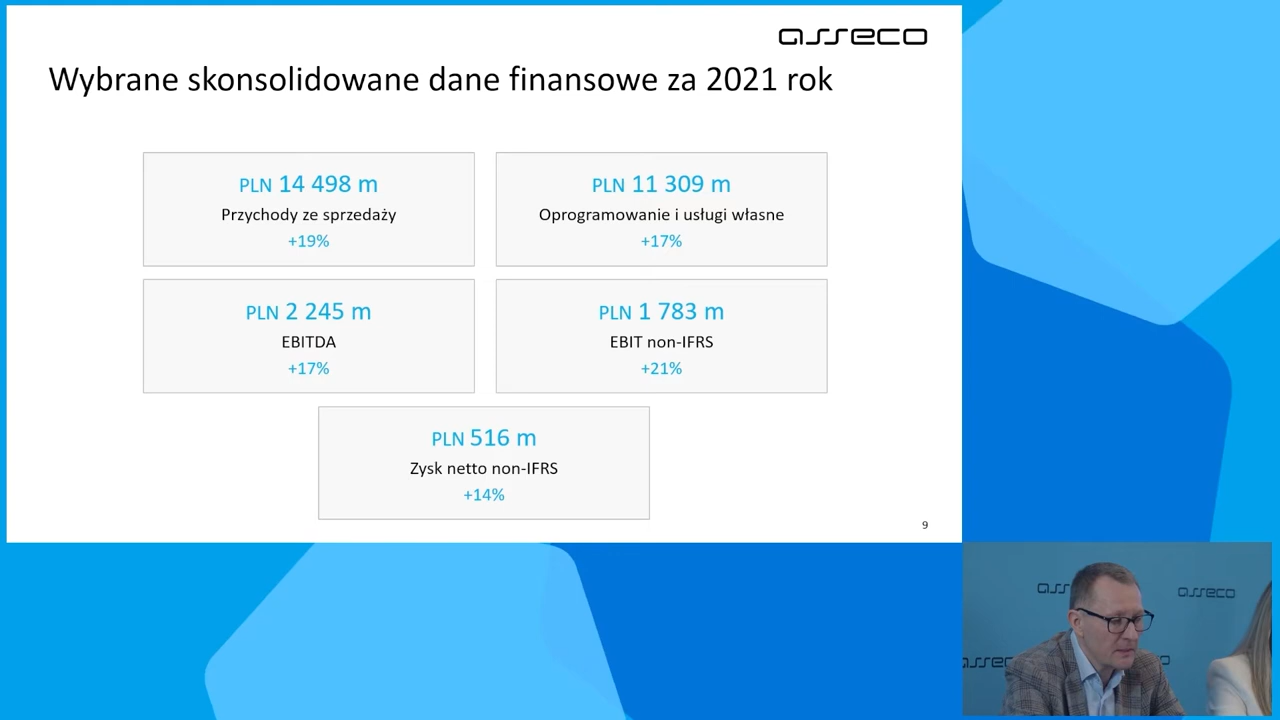 asseco
Wybrane skonsolidowane dane finansowe za 2021 rok
PLN 14 498 m
Przychody ze sprzedaży
+19%
PLN 11 309 m
Oprogramowanie i usługi własne
+17%
PLN 2 245 m
EBITDA
+17%
PLN 1 783 m
EBIT non-IFRS
+21%
PLN 516 m
Zysk netto non-IFRS
+14%
9
asseco